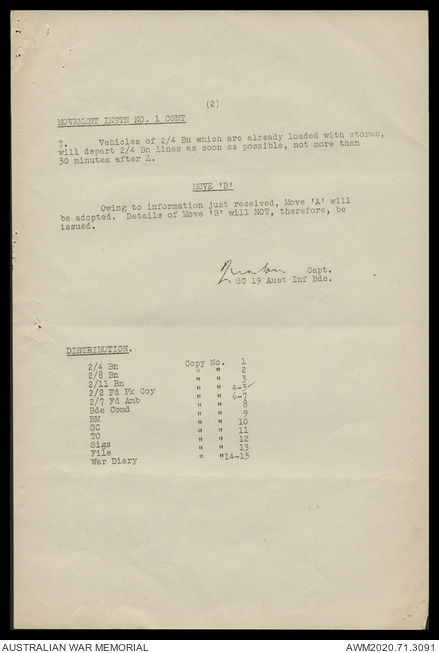 (2)
MOVEMENT INSTN NO. 1 CONT
7. Vehicles of 2/4 Bn which are already loaded with stores,
will depart 2/4 Bn lines as soon as possible, not more than
30 minutes after Z.
MOVE 'B'
Owing to information just received, Move 'A' will
be adopted. Details of Move 'B' will NOT, therefore, be
issued.
Capt.
SC 19 Aust Inf Bde.
DISTRIBUTION.
2/4 Bn Copy No. 1
2/8 Bn " " 2
2/11 Bn " " 3
2/2 Fd Pk Coy " " 4-5
2/7 Fd Amb " " 6-7
Bde Comd " " 8
BM " " 9
SC " " 10
TO " " 11
Sigs " " 12
File " " 13
War Diary " " 14-15
AUSTRALIAN WAR MEMORIAL
AWM2020.71.3091